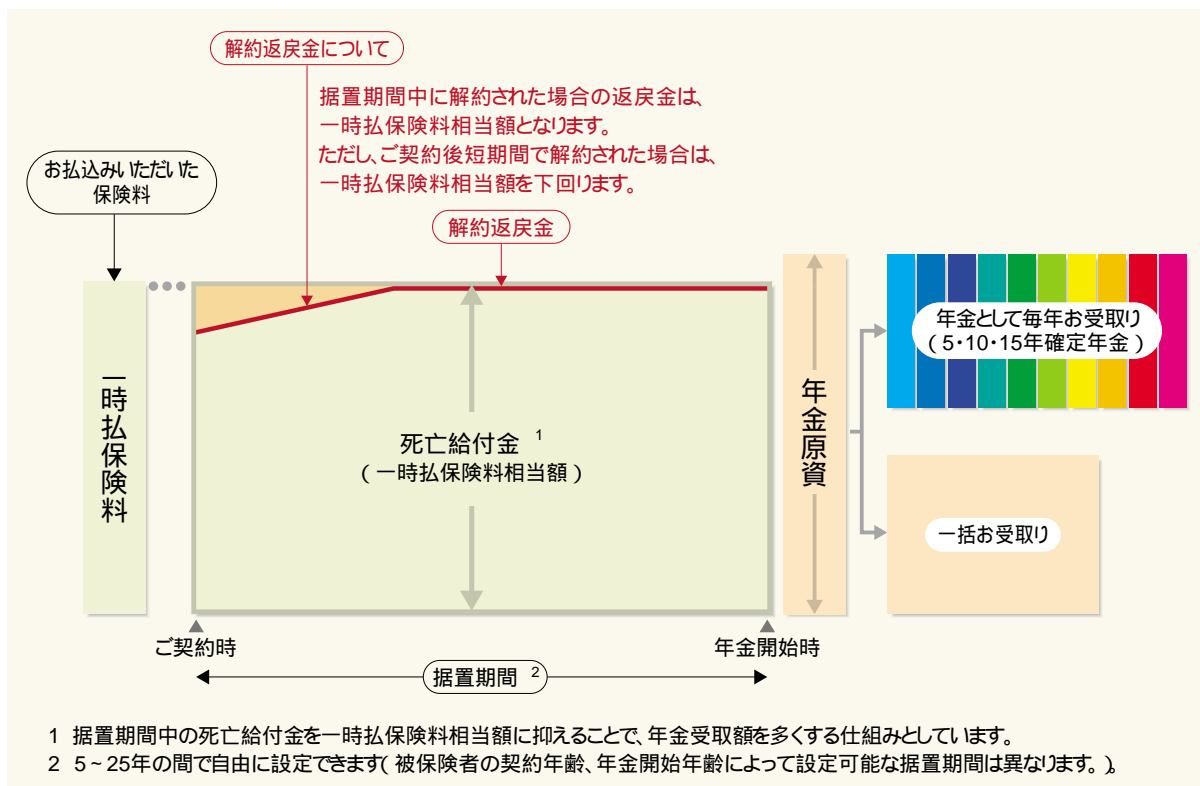 解約返戻金について
据置期間中に解約された場合の返戻金は、
一時払保険料相当額となります。
ただし、ご契約後短期間で解約された場合は、
一時払保険料相当額を下回ります。
お払込みいただいた
保険料
解約返戻金
一時払保険料
死亡給付金 1
(一時払保険料相当額)
年金原資
年金として毎年お受取り
(5・10・15年確定年金)
一括お受取り
ご契約時
年金開始時
据置期間 2
1 据置期間中の死亡給付金を一時払保険料相当額に抑えることで、年金受取額を多くする仕組みとしています。
2 5~25年の間で自由に設定できます(被保険者の契約年齢、年金開始年齢によって設定可能な据置期間は異なります。)。